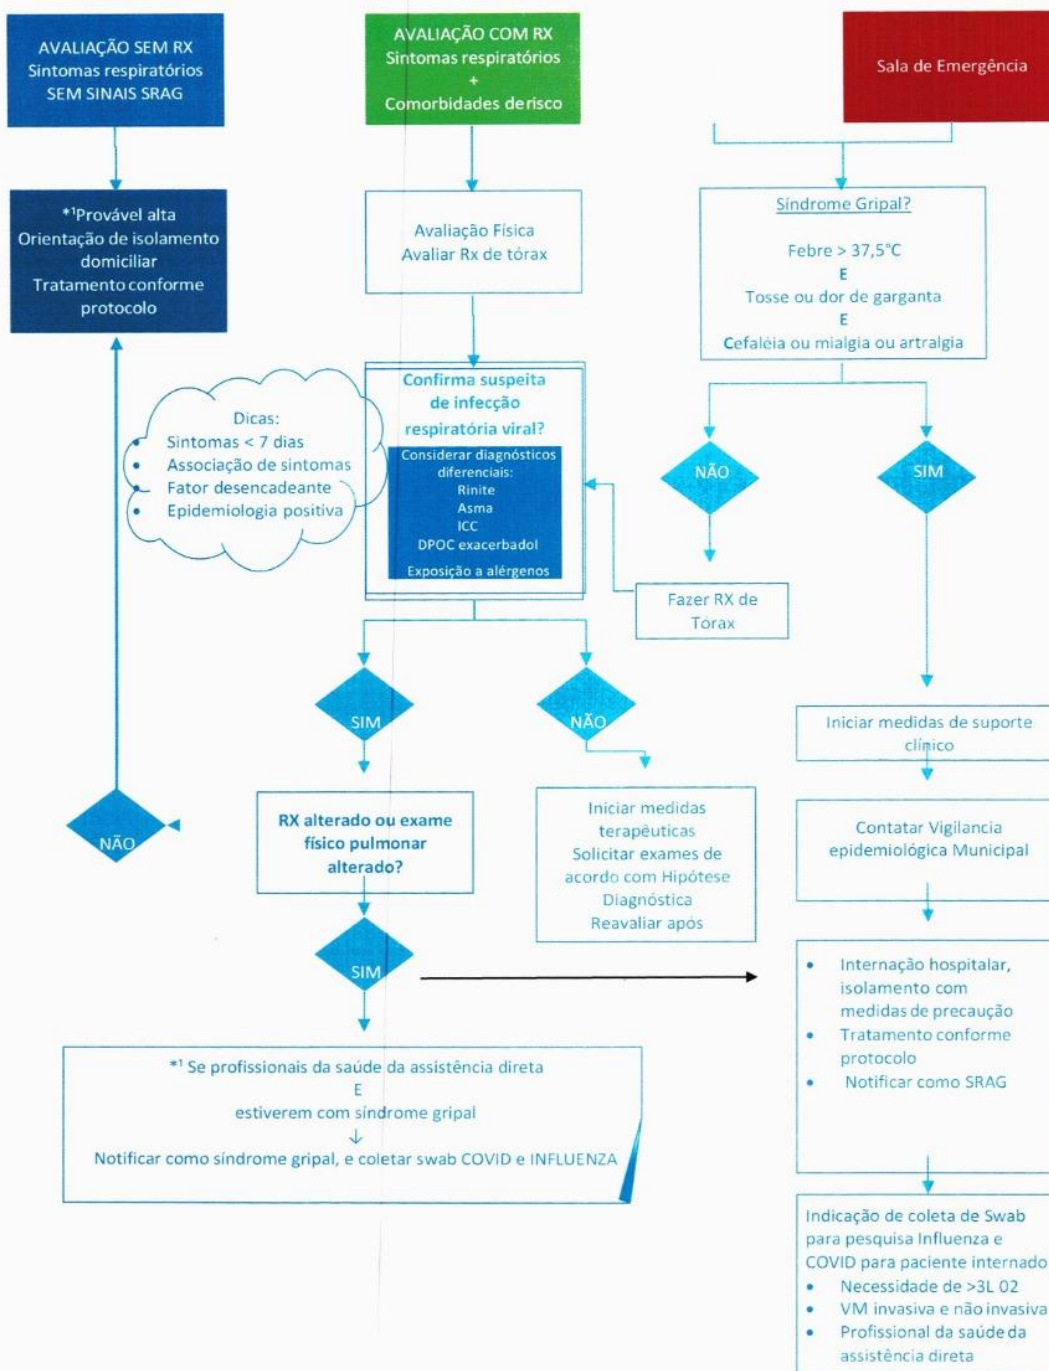 AVALIAÇÃO SEM RX
Sintomas respiratórios
SEM SINAIS SRAG
AVALIAÇÃO COM RX
Sintomas respiratórios
+
Comorbidades de risco
Sala de Emergência
*¹Provável alta
Orientação de isolamento
domiciliar
Tratamento conforme
protocolo
Avaliação Física
Avaliar Rx de tórax
Síndrome Gripal?
Febre > 37,5°C
E
Tosse ou dor de garganta
E
Cefaléia ou mialgia ou artralgia
Dicas:
• Sintomas < 7 dias
• Associação de sintomas
• Fator desencadeante
• Epidemiologia positiva
Confirma suspeita
de infecção
respiratória viral?
Considerar diagnósticos
diferenciais:
Rinite
Asma
ICC
DPOC exacerbadol
Exposição a alérgenos
NÃO
SIM
Fazer RX de
Tórax
SIM
NÃO
Iniciar medidas de suporte
clínico
NÃO
RX alterado ou exame
físico pulmonar
alterado?
Iniciar medidas
terapêuticas
Solicitar exames de
acordo com Hipótese
Diagnóstica
Reavaliar após
Contatar Vigilancia
epidemiológica Municipal
SIM
• Internação hospitalar,
isolamento com
medidas de precaução
• Tratamento conforme
protocolo
• Notificar como SRAG
*¹ Se profissionais da saúde da assistência direta
E
estiverem com síndrome gripal
↓
Notificar como síndrome gripal, e coletar swab COVID e INFLUENZA
Indicação de coleta de Swab
para pesquisa Influenza e
COVID para paciente internado
• Necessidade de >3L 02
• VM invasiva e não invasiva
• Profissional da saúde da
assistência direta